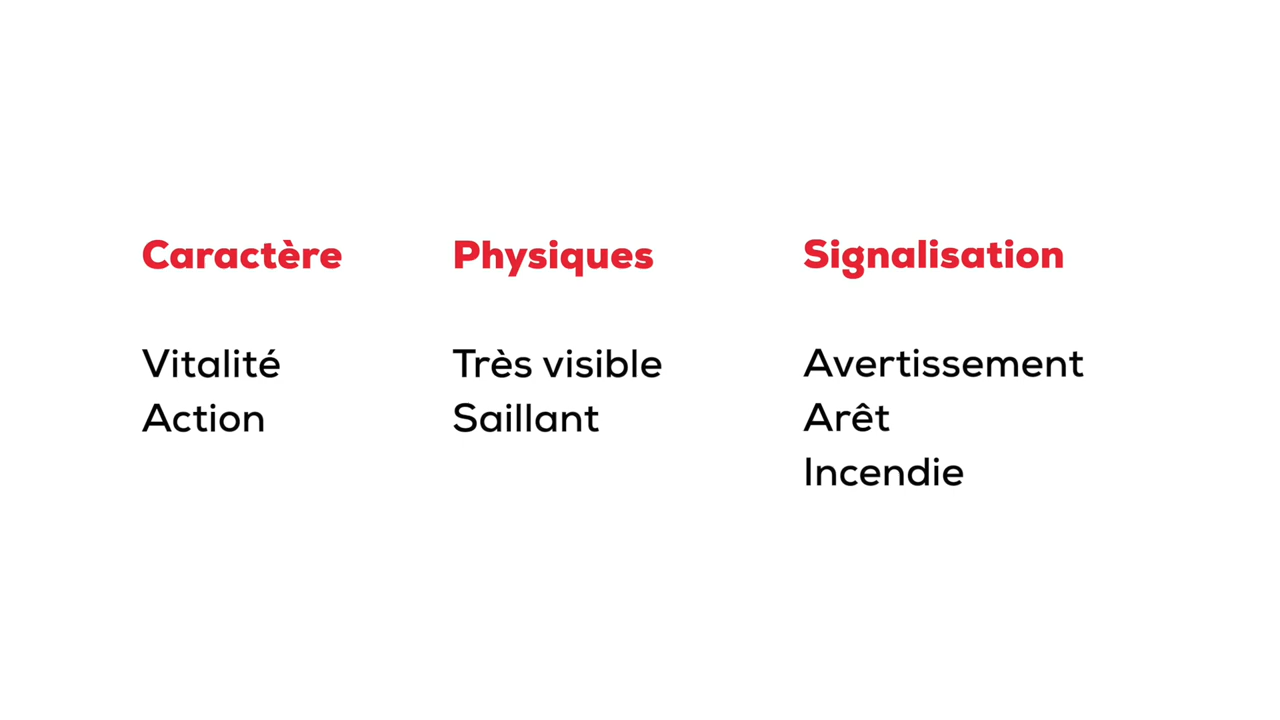 Caractère
Vitalité
Action
Physiques
Très visible
Saillant
Signalisation
Avertissement
Arêt
Incendie